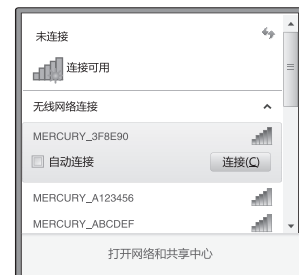 未连接
连接可用
无线网络连接
MERCURY_3F8E90
自动连接 连接(C)
MERCURY_A123456
MERCURY_ABCDEF
打开网络和共享中心